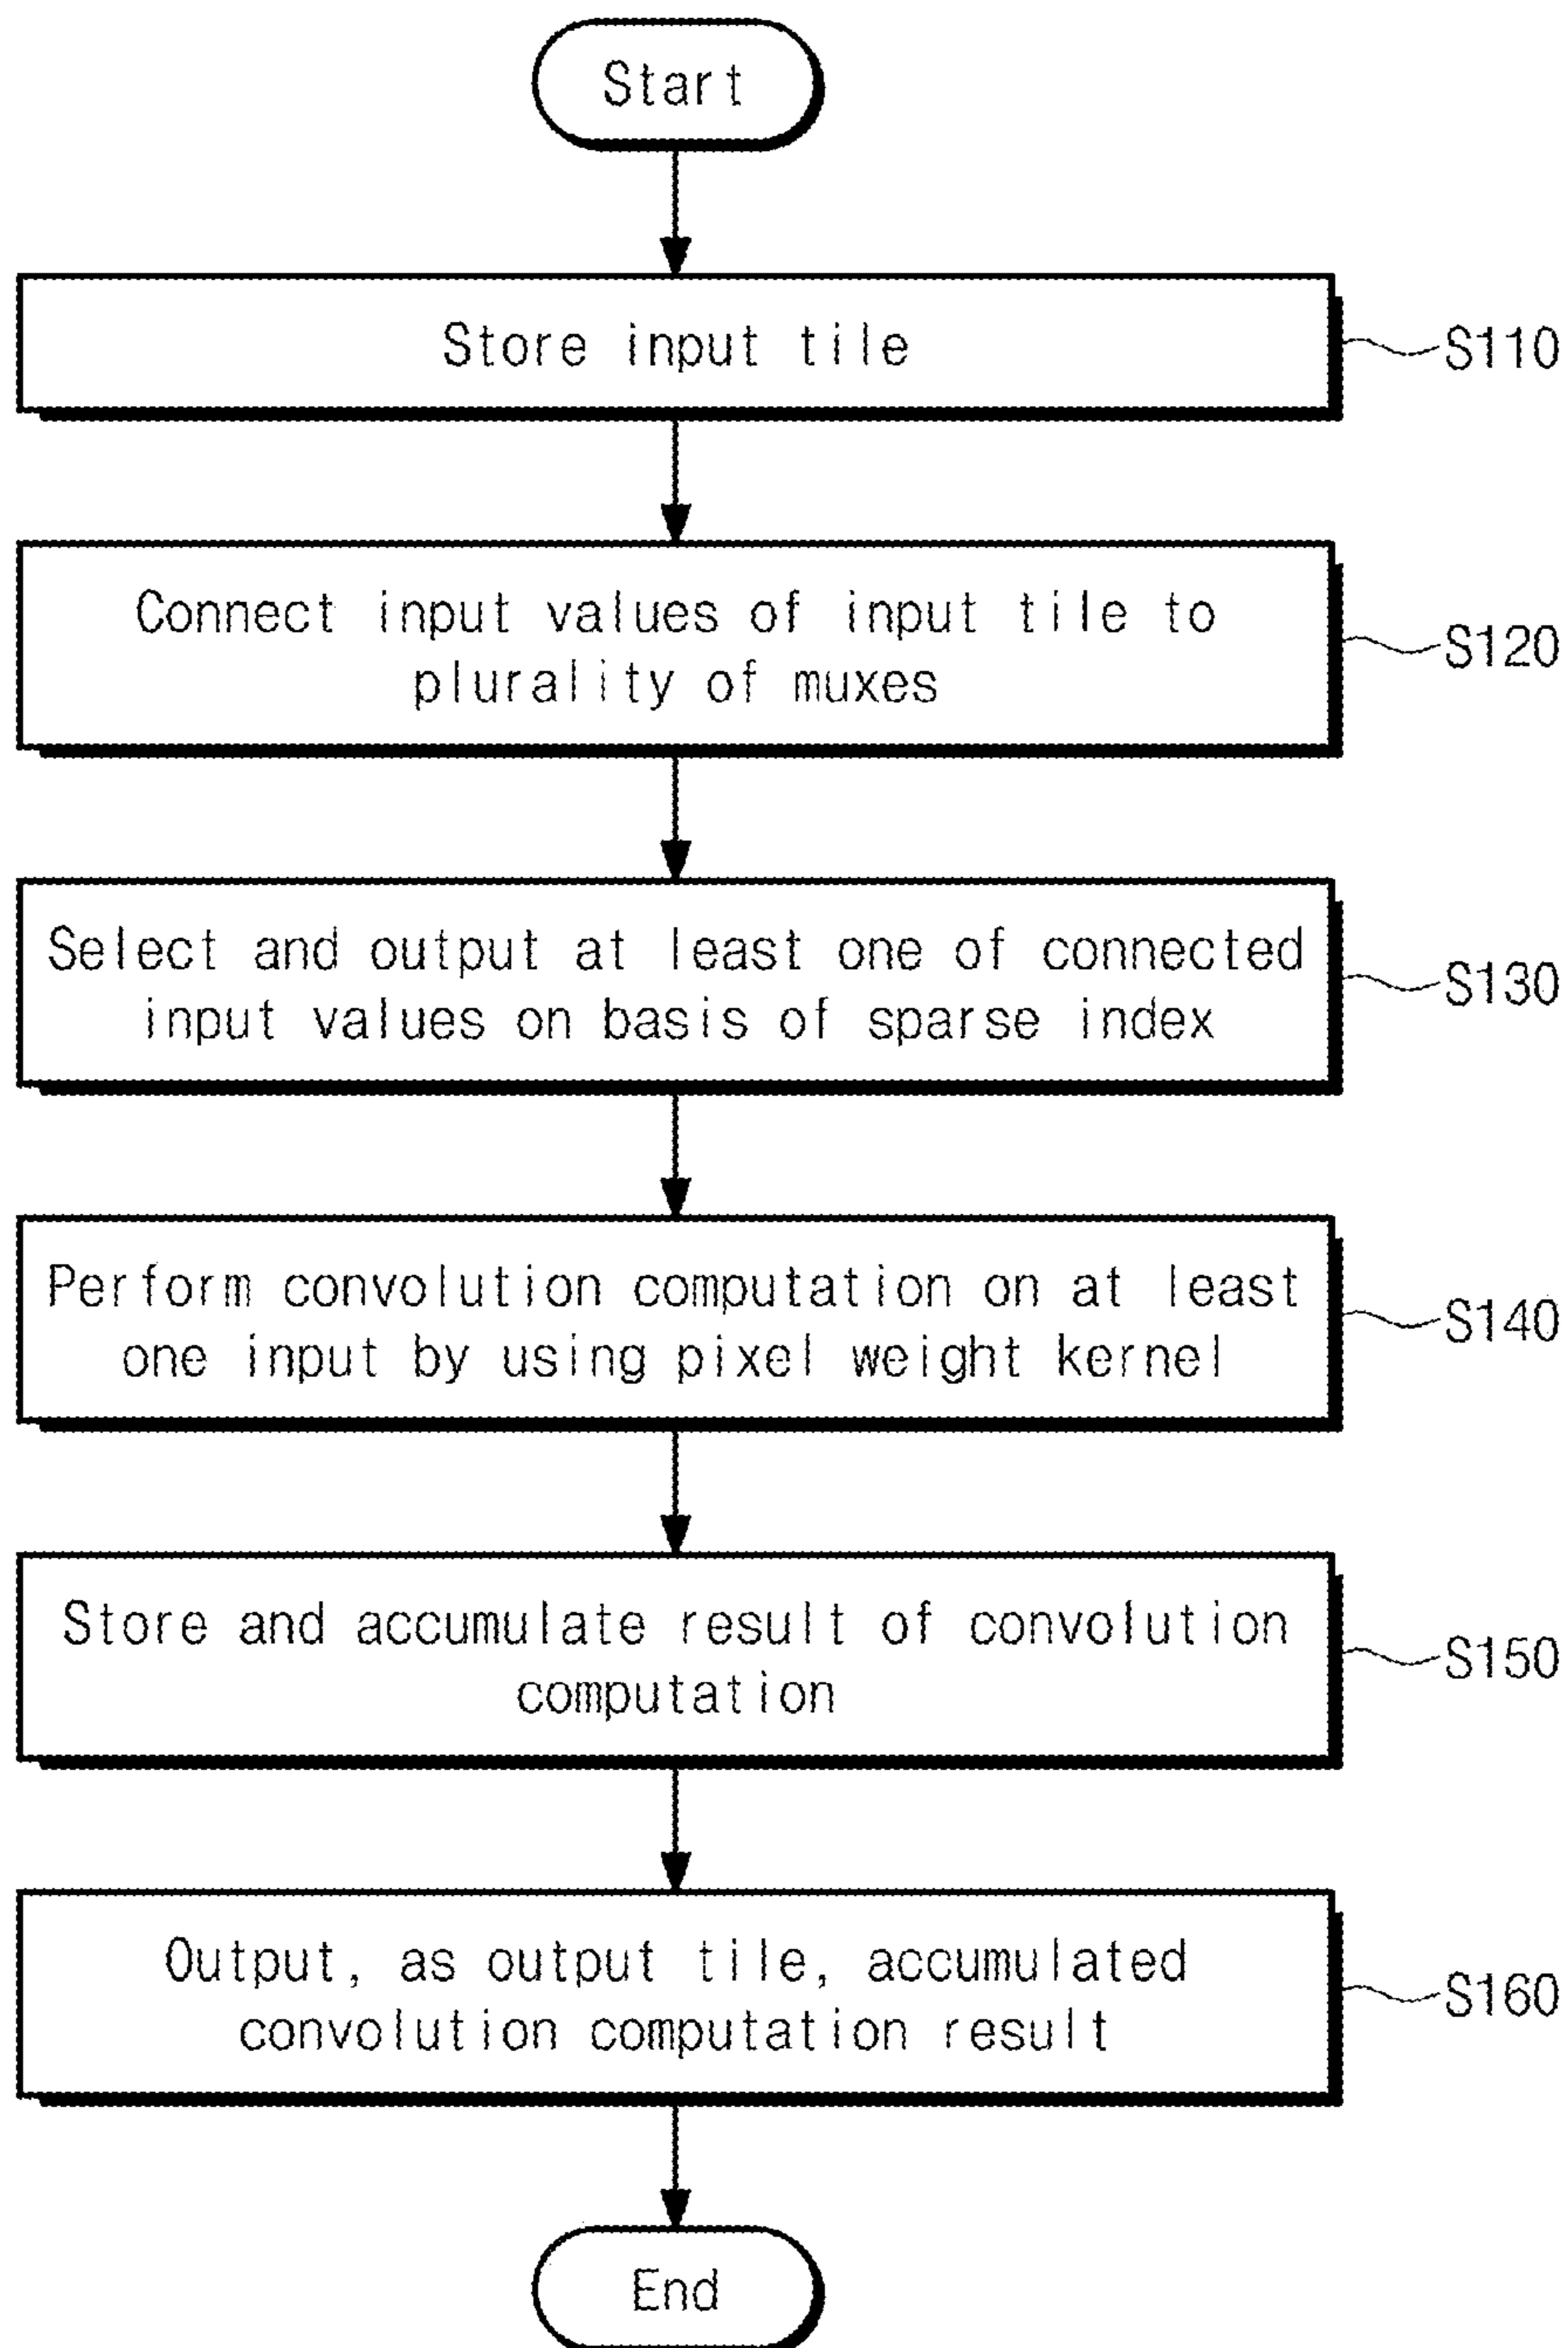 Start
Store input tile
S110
Connect input values of input tile to
plurality of muxes
S120
Select and output at least one of connected
input values on basis of sparse index
S130
Perform convolution computation on at least
one input by using pixel weight kernel
S140
Store and accumulate result of convolution
computation
S150
Output, as output tile, accumulated
convolution computation result
S160
End